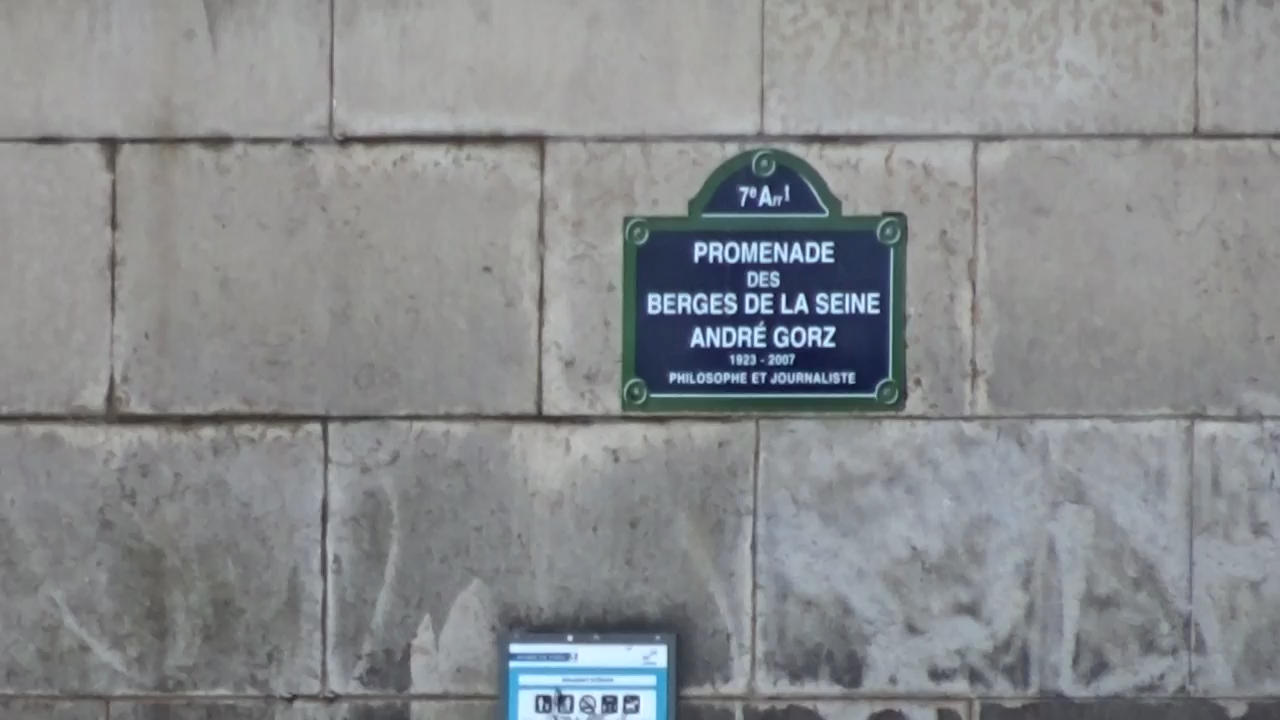 7e Arrt
PROMENADE
DES
BERGES DE LA SEINE
ANDRÉ GORZ
1923 - 2007
PHILOSOPHE ET JOURNALISTE